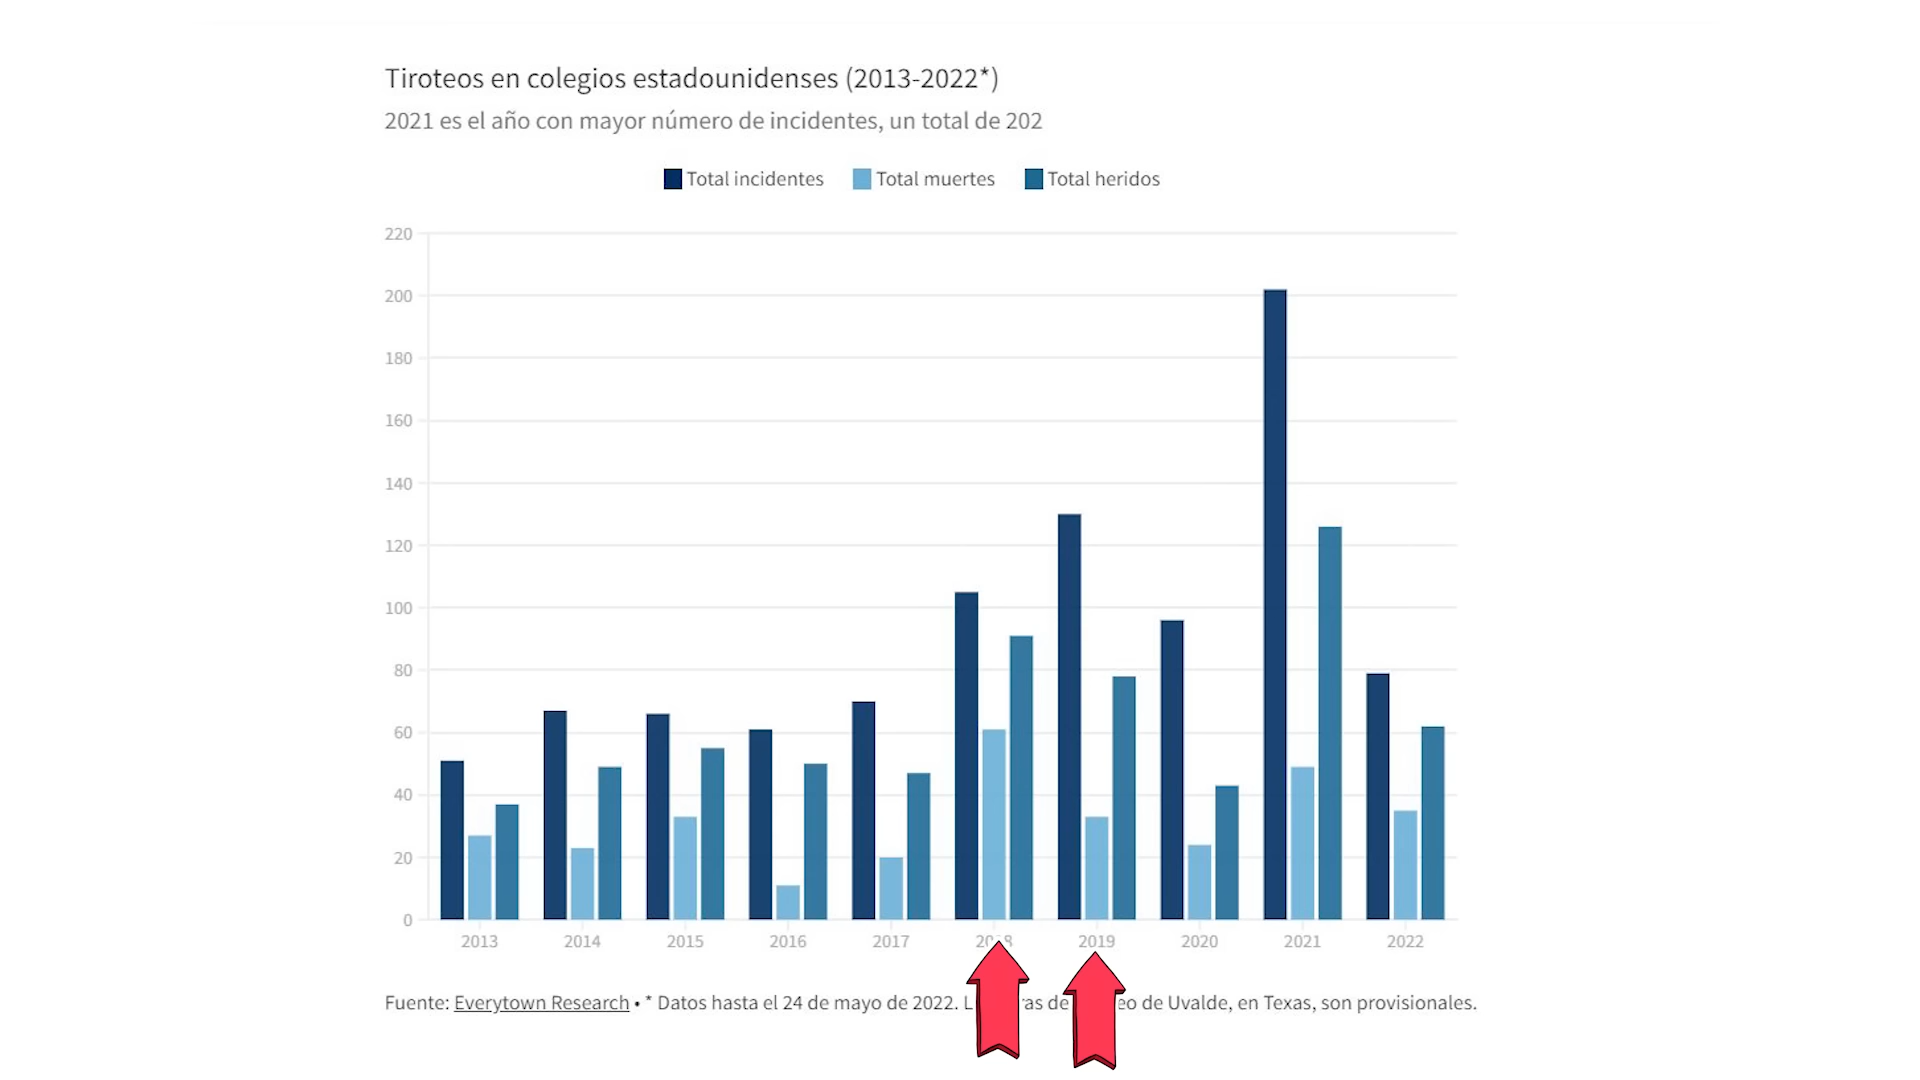 Tiroteos en colegios estadounidenses (2013-2022*)
2021 es el año con mayor número de incidentes, un total de 202
Total incidentes Total muertes Total heridos
220
200
180
160
140
120
100
80
60
40
20
0
2013 2014 2015 2016 2017 2019 2020 2021 2022
Fuente: Everytown Research • * Datos hasta el 24 de mayo de 2022. de de Uvalde, en Texas, son provisionales.